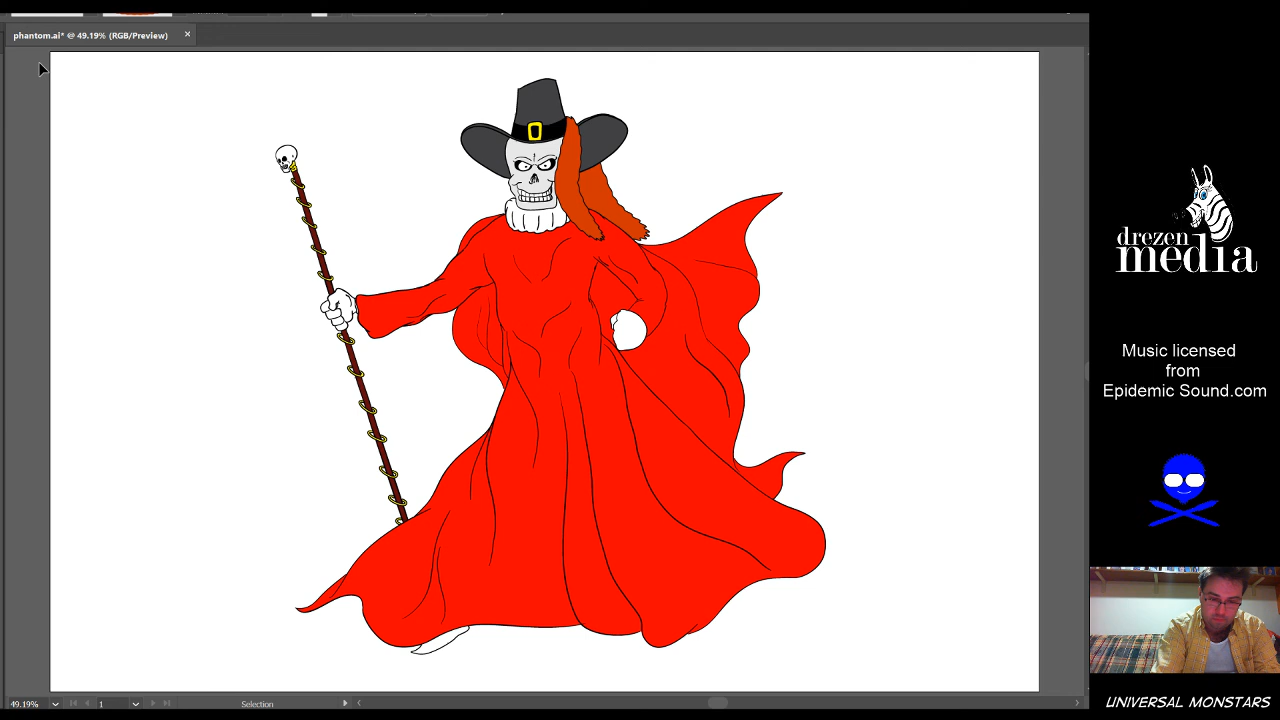 phantom.ai* @ 49.19% (RGB/Preview)
drezen
media
Music licensed
from
Epidemic Sound.com
49.19%
1
Selection
UNIVERSAL MONSTARS